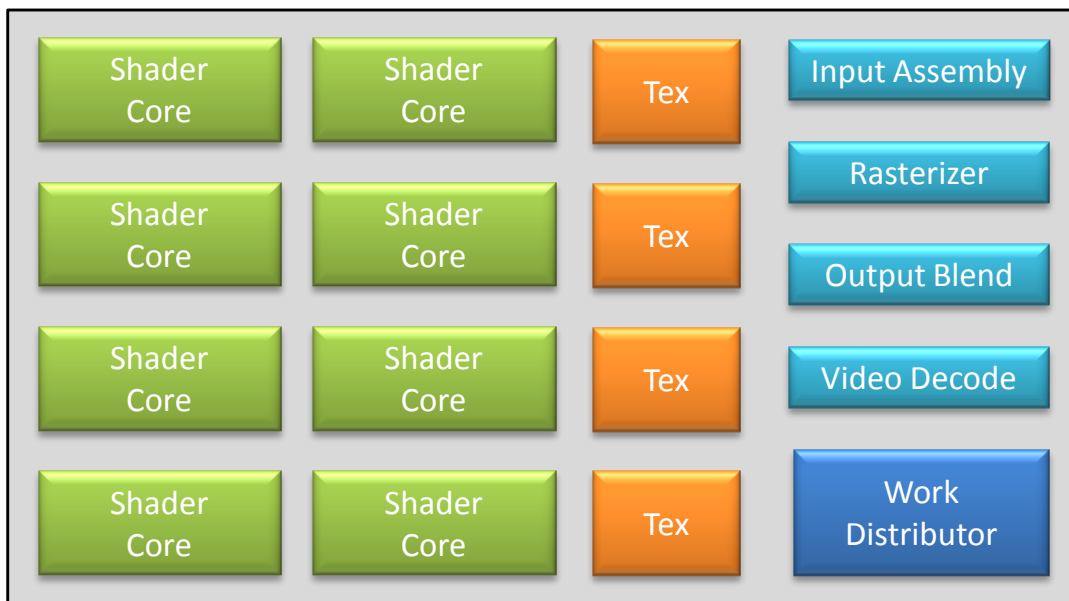 Shader
Core
Shader
Core
Tex
Input Assembly
Rasterizer
Shader
Core
Shader
Core
Tex
Output Blend
Shader
Core
Shader
Core
Tex
Video Decode
Shader
Core
Shader
Core
Tex
Work
Distributor